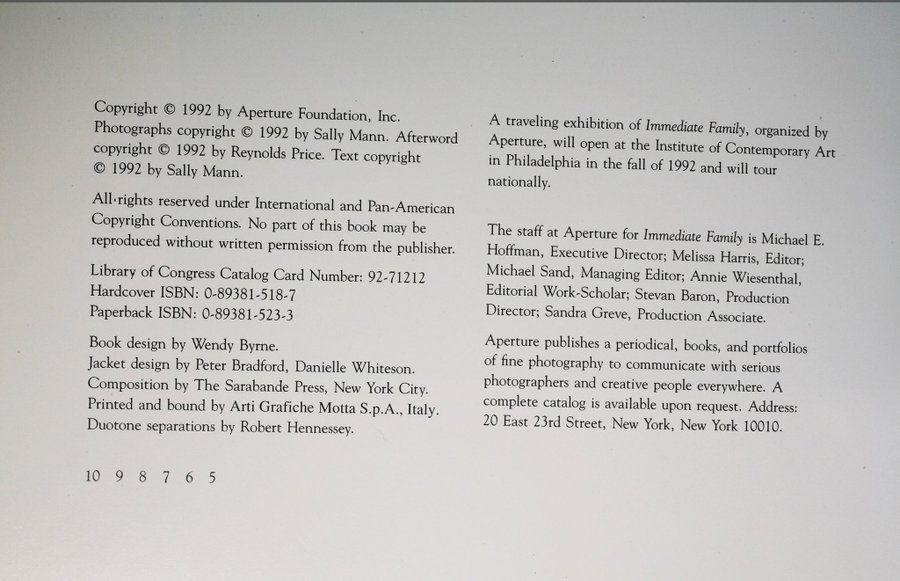 Copyright © 1992 by Aperture Foundation, Inc.
Photographs copyright © 1992 by Sally Mann. Afterword
copyright © 1992 by Reynolds Price. Text copyright
© 1992 by Sally Mann.
All rights reserved under International and Pan-American
Copyright Conventions. No part of this book may be
reproduced without written permission from the publisher.
Library of Congress Catalog Card Number: 92-71212
Hardcover ISBN: 0-89381-518-7
Paperback ISBN: 0-89381-523-3
Book design by Wendy Byrne.
Jacket design by Peter Bradford, Danielle Whiteson.
Composition by The Sarabande Press, New York City.
Printed and bound by Arti Grafiche Motta S.p.A., Italy.
Duotone separations by Robert Hennessey.
10 9 8 7 6 5
A traveling exhibition of Immediate Family, organized by
Aperture, will open at the Institute of Contemporary Art
in Philadelphia in the fall of 1992 and will tour
nationally.
The staff at Aperture for Immediate Family is Michael E.
Hoffman, Executive Director; Melissa Harris, Editor;
Michael Sand, Managing Editor; Annie Wiesenthal,
Editorial Work-Scholar; Stevan Baron, Production
Director; Sandra Greve, Production Associate.
Aperture publishes a periodical, books, and portfolios
of fine photography to communicate with serious
photographers and creative people everywhere. A
complete catalog is available upon request. Address:
20 East 23rd Street, New York, New York 10010.